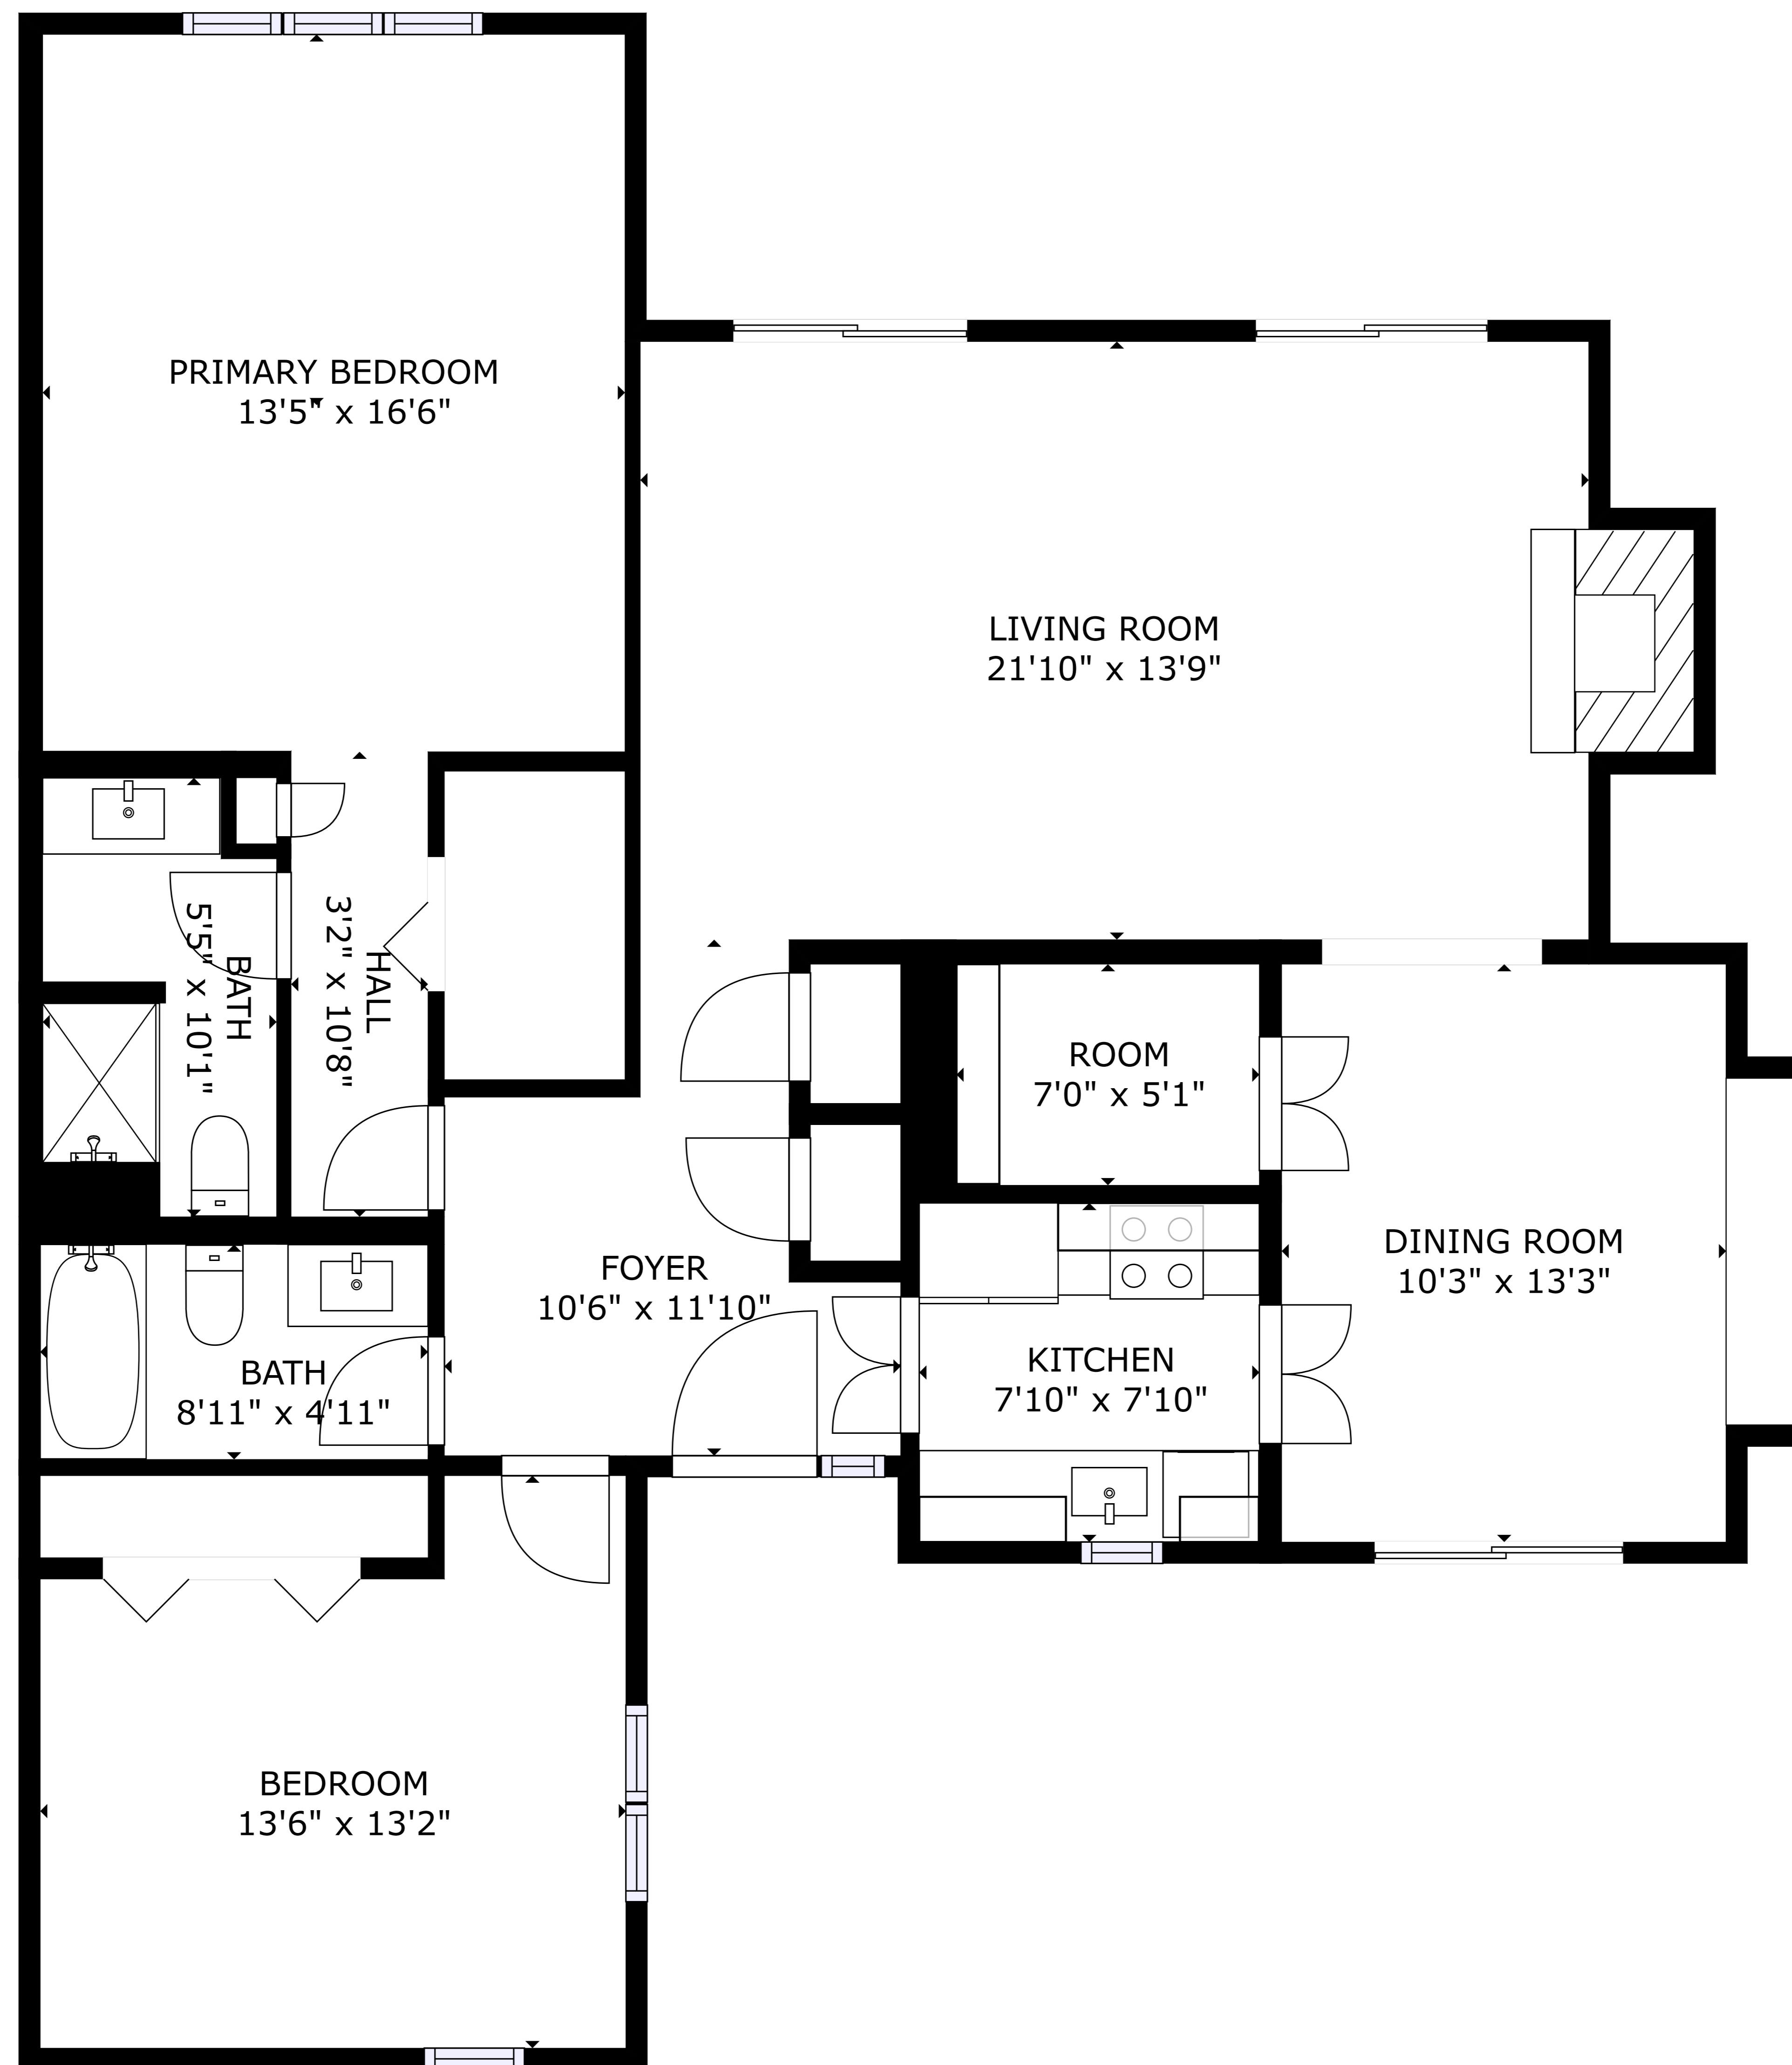 PRIMARY BEDROOM
13'5" x 16'6"
LIVING ROOM
21'10" x 13'9"
BATH
5'5" x 10'1"
HALL
3'2" x 10'8"
ROOM
7'0" x 5'1"
FOYER
10'6" x 11'10"
DINING ROOM
10'3" x 13'3"
KITCHEN
7'10" x 7'10"
BATH
8'11" x 4'11"
BEDROOM
13'6" x 13'2"